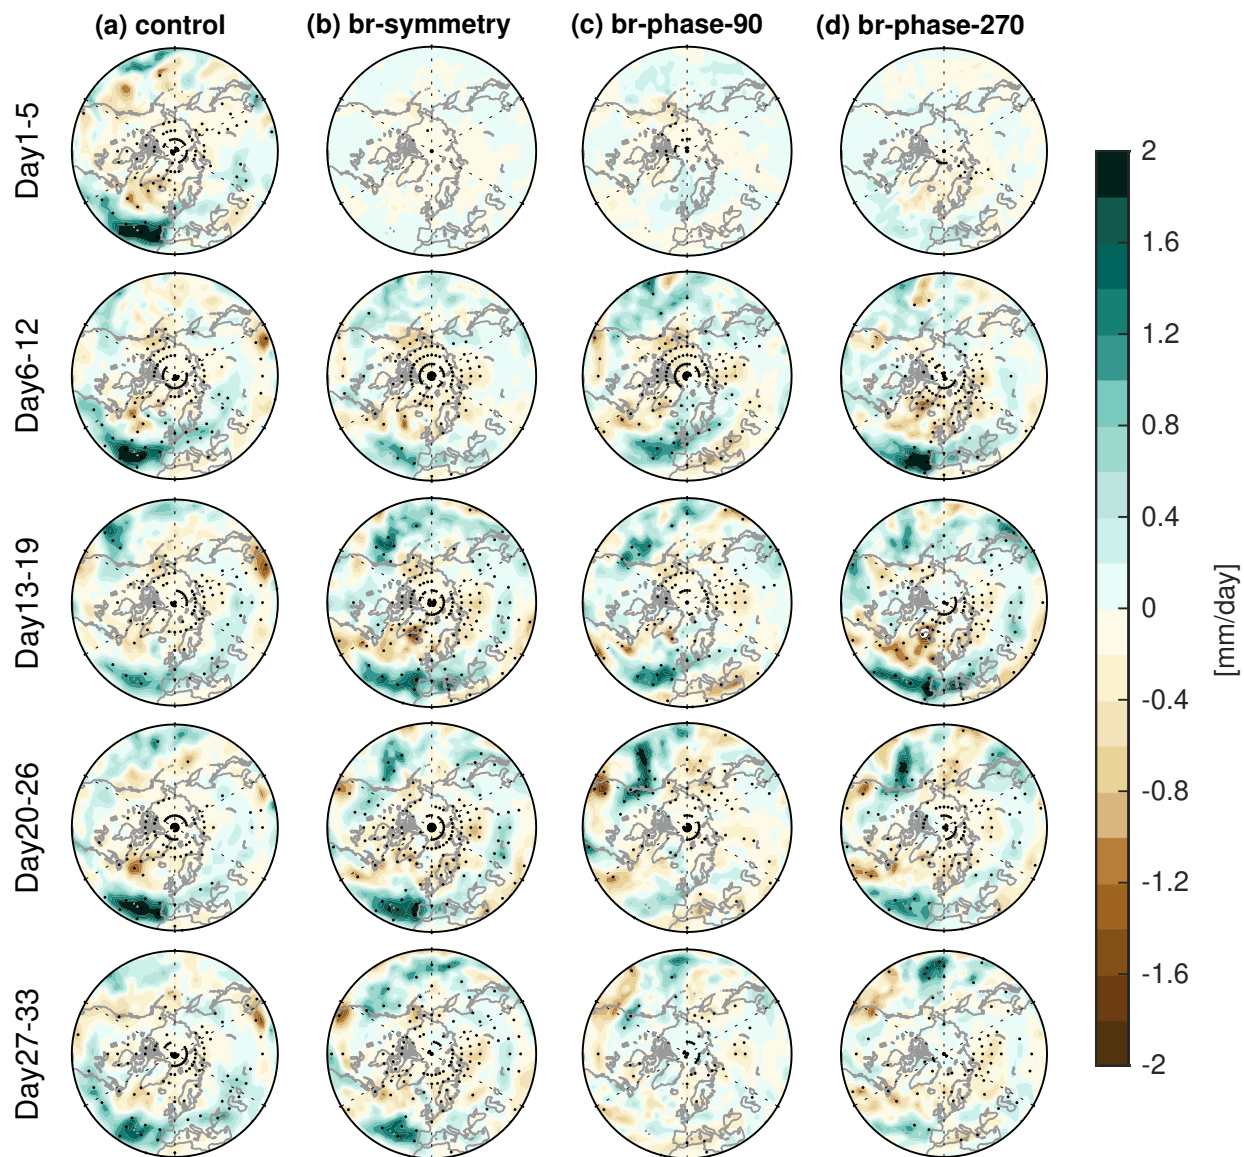 (a) control
(b) br-symmetry
(c) br-phase-90
(d) br-phase-270
Day1-5
Day6-12
Day13-19
Day20-26
Day27-33
2
1.6
1.2
0.8
0.4
0
-0.4
-0.8
-1.2
-1.6
-2
[mm/day]